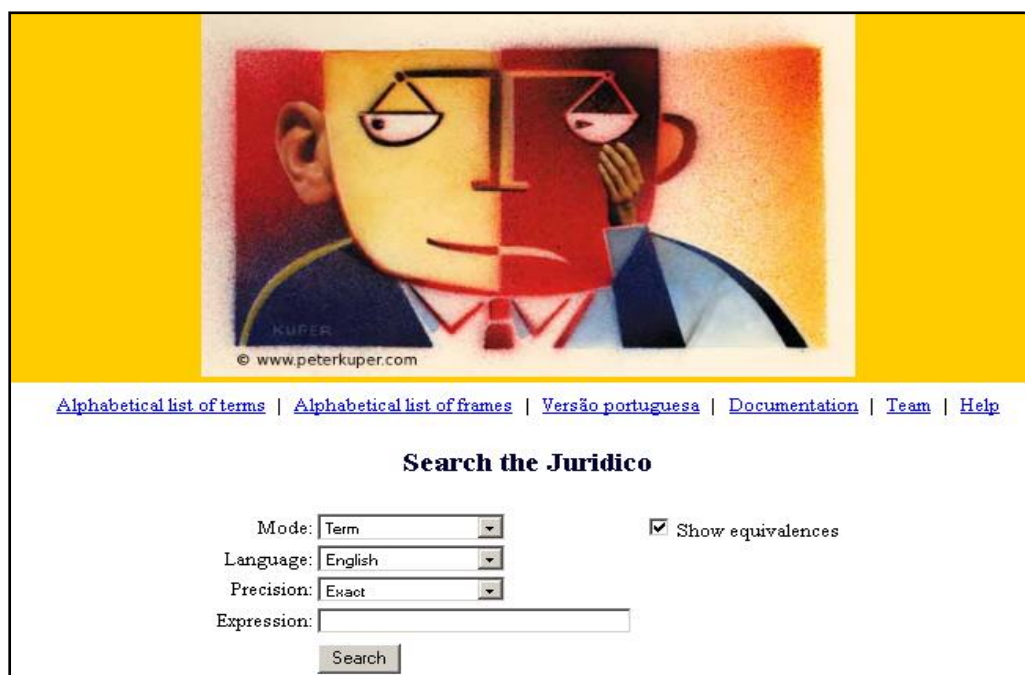 KUPER
© www.peterkuper.com
Alphabetical list of terms | Alphabetical list of frames | Versão portuguesa | Documentation | Team | Help
Search the Juridico
Mode: Term
Show equivalences
Language: English
Precision: Exact
Expression:
Search